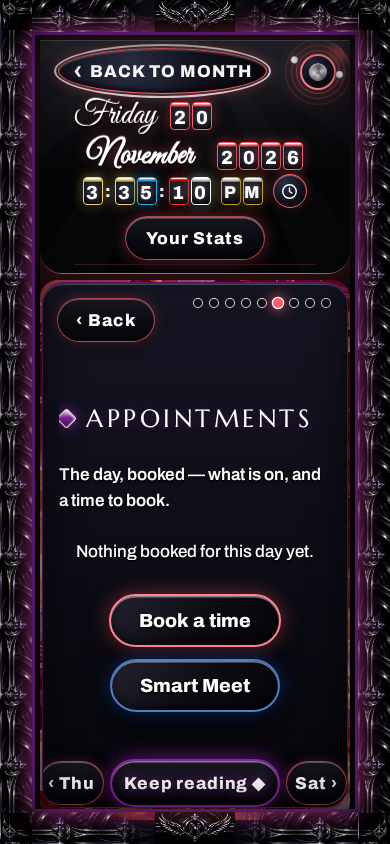 ‹ BACK TO MONTH
Friday 20
November 2026
3:35:10 PM
Your Stats
‹ Back
APPOINTMENTS
The day, booked — what is on, and
a time to book.
Nothing booked for this day yet.
Book a time
Smart Meet
‹ Thu Keep reading ◆ Sat ›